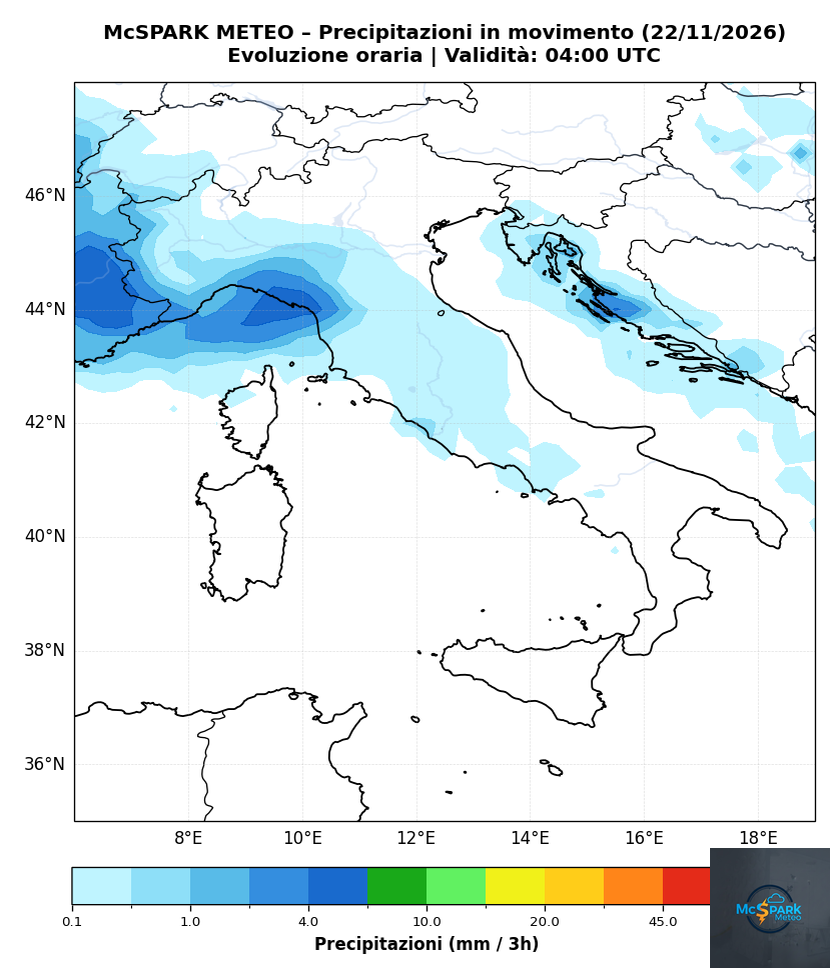 McSPARK METEO – Precipitazioni in movimento (22/11/2026)
Evoluzione oraria | Validità: 04:00 UTC
46°N
44°N
42°N
40°N
38°N
36°N
8°E 10°E 12°E 14°E 16°E 18°E
0.1 1.0 4.0 10.0 20.0 45.0
Precipitazioni (mm / 3h)
McSPARK
Meteo